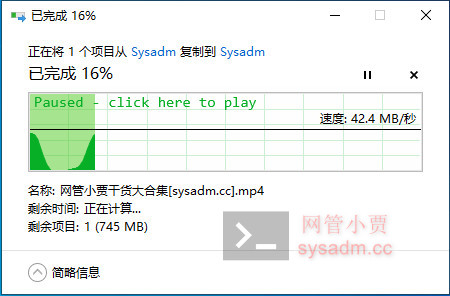 已完成 16%
正在将 1 个项目从 Sysadm 复制到 Sysadm
已完成 16%
Paused - click here to play
速度: 42.4 MB/秒
名称: 网管小贾干货大合集[sysadm.cc].mp4
剩余时间: 正在计算...
剩余项目: 1 (745 MB)
网管小贾
sysadm.cc
简略信息